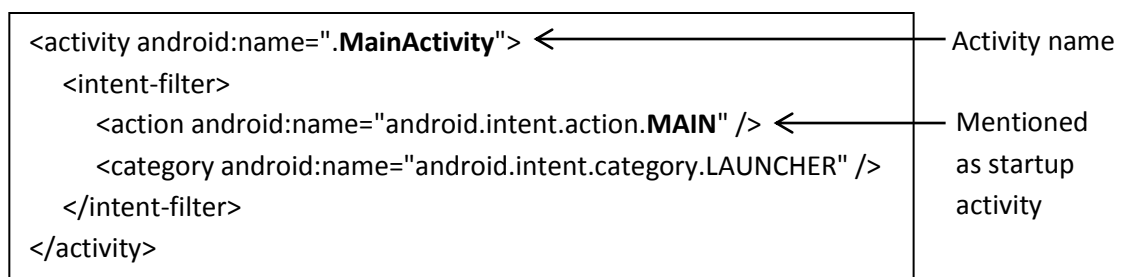 <activity android:name=".MainActivity">
<intent-filter>
<action android:name="android.intent.action.MAIN" />
<category android:name="android.intent.category.LAUNCHER" />
</intent-filter>
</activity>
Activity name
Mentioned
as startup
activity